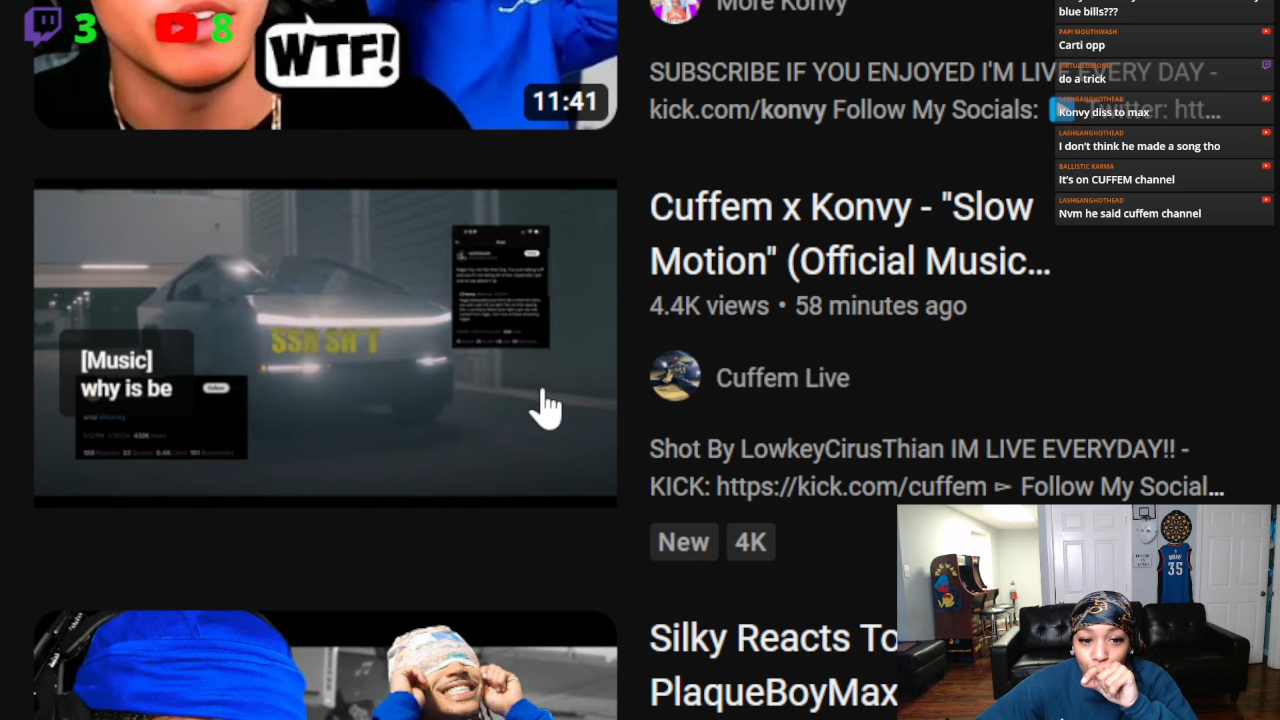 3
8
WTF!
11:41
More Konvy
SUBSCRIBE IF YOU ENJOYED I'M LIVE EVERY DAY -
kick.com/konvy Follow My Socials: Twitter: htt...
[Music]
why is be
Follow
Cuffem x Konvy - "Slow
Motion" (Official Music...
4.4K views • 58 minutes ago
Cuffem Live
Shot By LowkeyCirusThian IM LIVE EVERYDAY!! -
KICK: https://kick.com/cuffem ▻ Follow My Social...
New
4K
Silky Reacts To
PlaqueBoyMax
blue bills???
PAPI MOUTHWASH
Carti opp
do a trick
LASHGANGHOTHEAD
Konvy diss to max
LASHGANGHOTHEAD
I don't think he made a song tho
BALLISTIC KARMA
It's on CUFFEM channel
LASHGANGHOTHEAD
Nvm he said cuffem channel
35